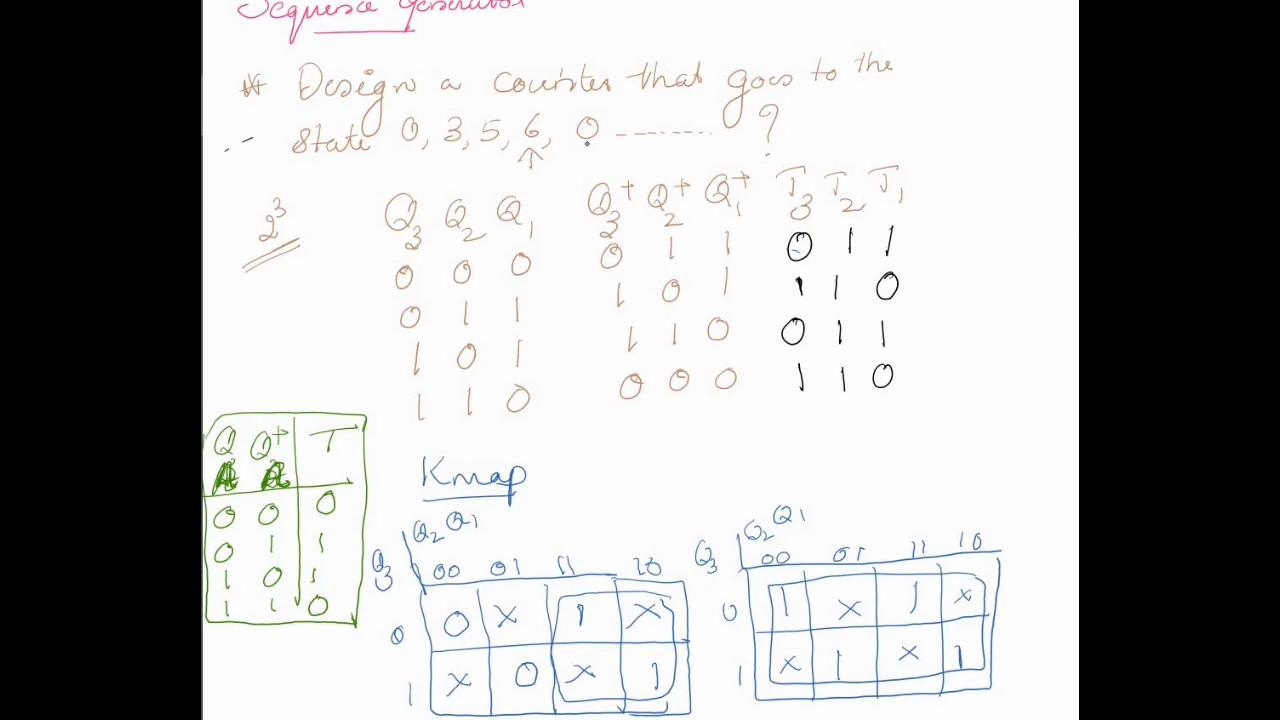 Sequence Generator
* Design a counter that goes to the
state 0, 3, 5, 6, 0 ------- ?
2³ Q3 Q2 Q1 Q3+ Q2+ Q1+ T3 T2 T1
0 0 0 0 1 1 0 1 1
0 1 1 1 0 1 1 1 0
1 0 1 1 1 0 0 1 1
1 1 0 0 0 0 1 1 0
Q Q+ T
0 0 0
0 1 1
1 0 1
1 1 0
Kmap
Q2 Q1
Q3 00 01 11 10
0 0 x 1 x
1 x 0 x 1
Q2 Q1
Q3 00 01 11 10
0 1 x 1 x
1 x 1 x 1